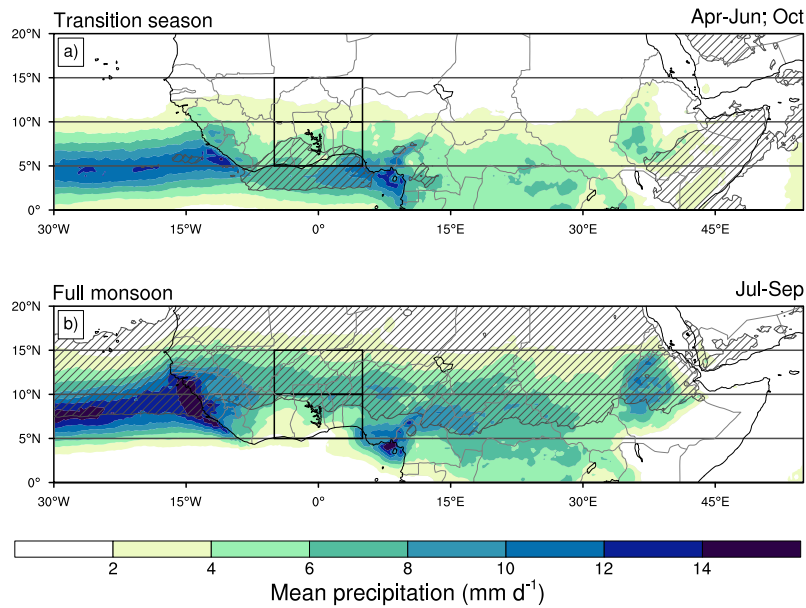 Transition season
Apr-Jun; Oct
a)
20°N
15°N
10°N
5°N
0°
30°W 15°W 0° 15°E 30°E 45°E
Full monsoon
Jul-Sep
b)
20°N
15°N
10°N
5°N
0°
30°W 15°W 0° 15°E 30°E 45°E
2 4 6 8 10 12 14
Mean precipitation (mm d⁻¹)